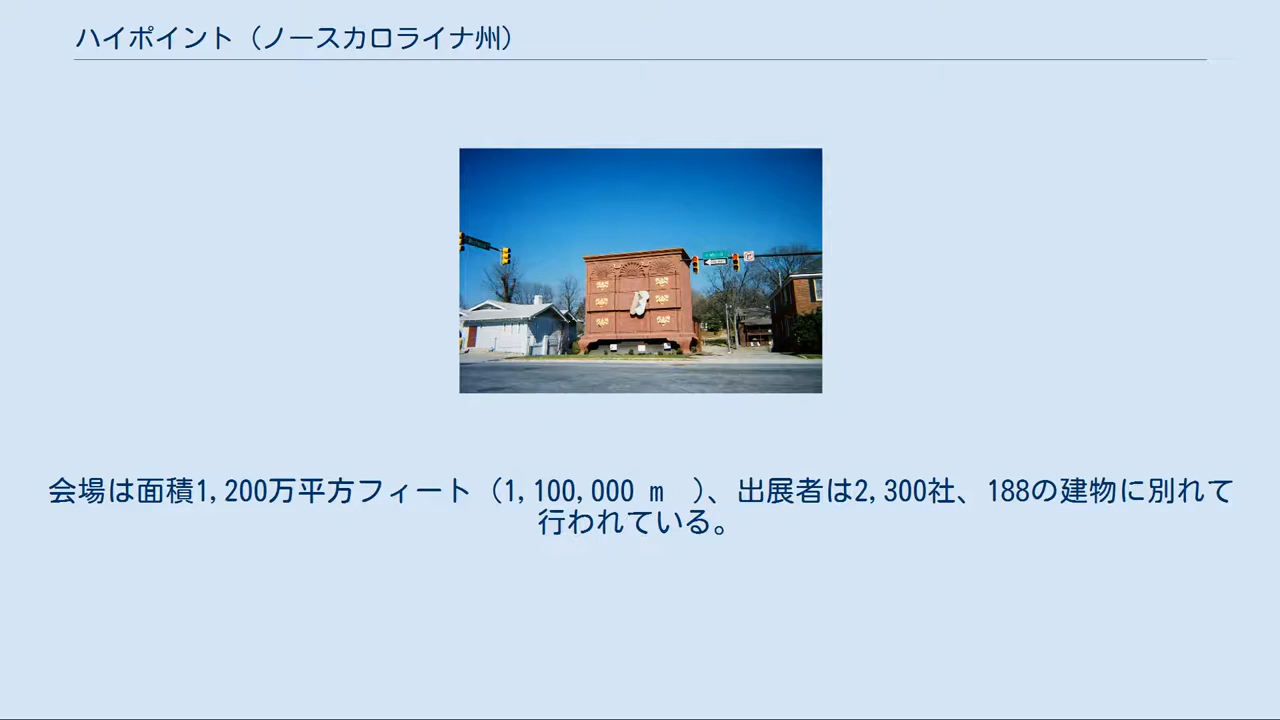 ハイポイント（ノースカロライナ州）
会場は面積1,200万平方フィート（1,100,000 m　）、出展者は2,300社、188の建物に別れて
行われている。